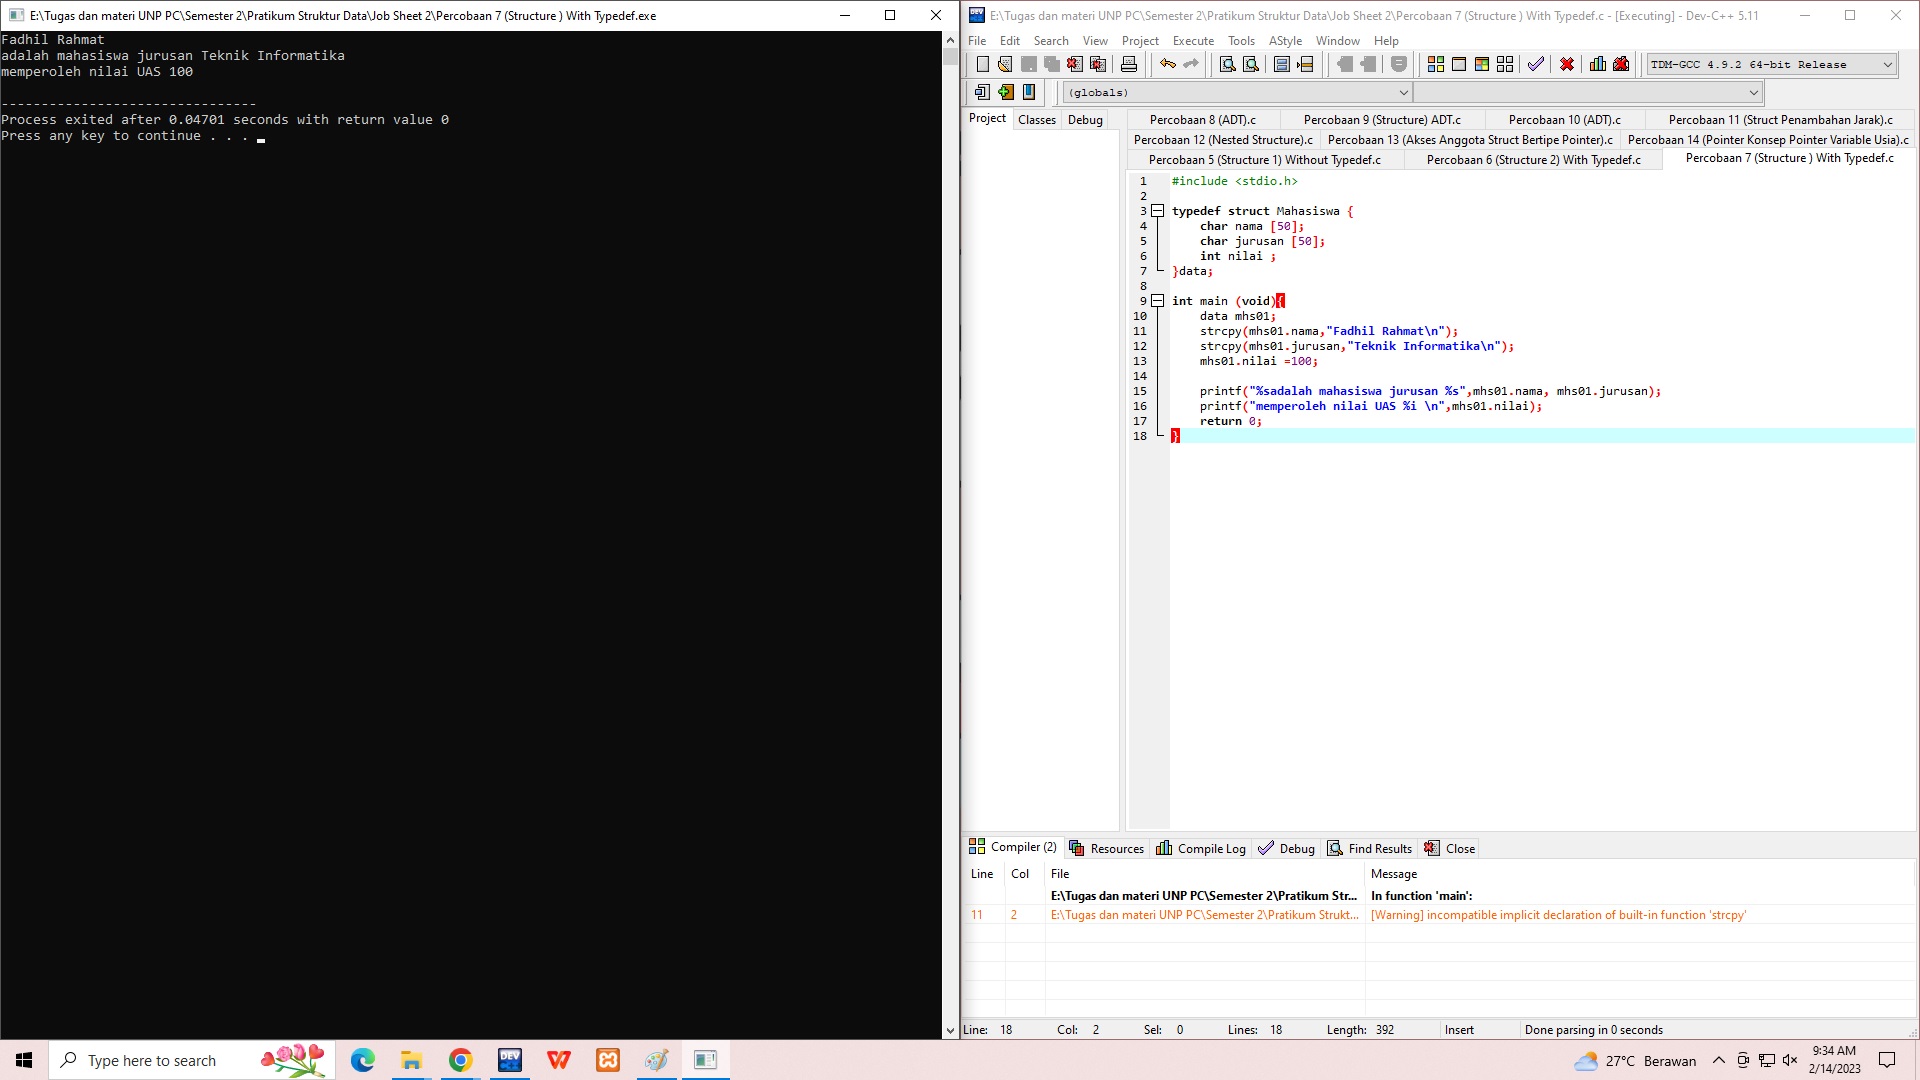 E:\Tugas dan materi UNP PC\Semester 2\Pratikum Struktur Data\Job Sheet 2\Percobaan 7 (Structure ) With Typedef.exe
Fadhil Rahmat
adalah mahasiswa jurusan Teknik Informatika
memperoleh nilai UAS 100
--------------------------------
Process exited after 0.04701 seconds with return value 0
Press any key to continue . . .
E:\Tugas dan materi UNP PC\Semester 2\Pratikum Struktur Data\Job Sheet 2\Percobaan 7 (Structure ) With Typedef.c - [Executing] - Dev-C++ 5.11
File Edit Search View Project Execute Tools AStyle Window Help
TDM-GCC 4.9.2 64-bit Release
(globals)
Project Classes Debug
Percobaan 8 (ADT).c Percobaan 9 (Structure) ADT.c Percobaan 10 (ADT).c Percobaan 11 (Struct Penambahan Jarak).c
Percobaan 12 (Nested Structure).c Percobaan 13 (Akses Anggota Struct Bertipe Pointer).c Percobaan 14 (Pointer Konsep Pointer Variable Usia).c
Percobaan 5 (Structure 1) Without Typedef.c Percobaan 6 (Structure 2) With Typedef.c Percobaan 7 (Structure ) With Typedef.c
1 #include <stdio.h>
2
3 typedef struct Mahasiswa {
4 char nama [50];
5 char jurusan [50];
6 int nilai ;
7 }data;
8
9 int main (void){
10 data mhs01;
11 strcpy(mhs01.nama,"Fadhil Rahmat\n");
12 strcpy(mhs01.jurusan,"Teknik Informatika\n");
13 mhs01.nilai =100;
14
15 printf("%sadalah mahasiswa jurusan %s",mhs01.nama, mhs01.jurusan);
16 printf("memperoleh nilai UAS %i \n",mhs01.nilai);
17 return 0;
18 }
Compiler (2) Resources Compile Log Debug Find Results Close
Line Col File Message
E:\Tugas dan materi UNP PC\Semester 2\Pratikum Str... In function 'main':
11 2 E:\Tugas dan materi UNP PC\Semester 2\Pratikum Strukt... [Warning] incompatible implicit declaration of built-in function 'strcpy'
Line: 18 Col: 2 Sel: 0 Lines: 18 Length: 392 Insert Done parsing in 0 seconds
Type here to search
DEV
27°C Berawan
9:34 AM
2/14/2023